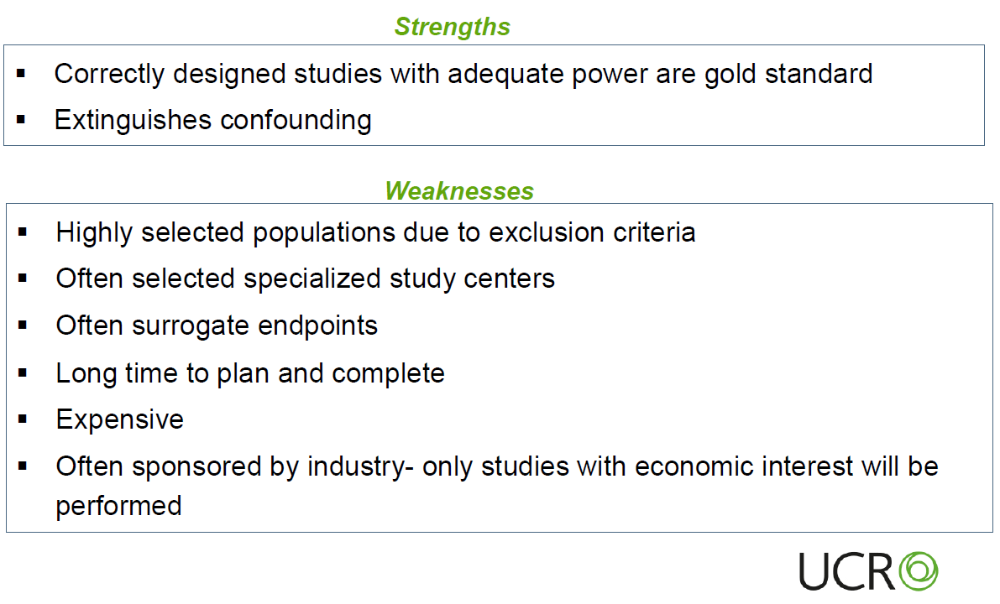 Strengths
▪ Correctly designed studies with adequate power are gold standard
▪ Extinguishes confounding
Weaknesses
▪ Highly selected populations due to exclusion criteria
▪ Often selected specialized study centers
▪ Often surrogate endpoints
▪ Long time to plan and complete
▪ Expensive
▪ Often sponsored by industry- only studies with economic interest will be
performed
UCR